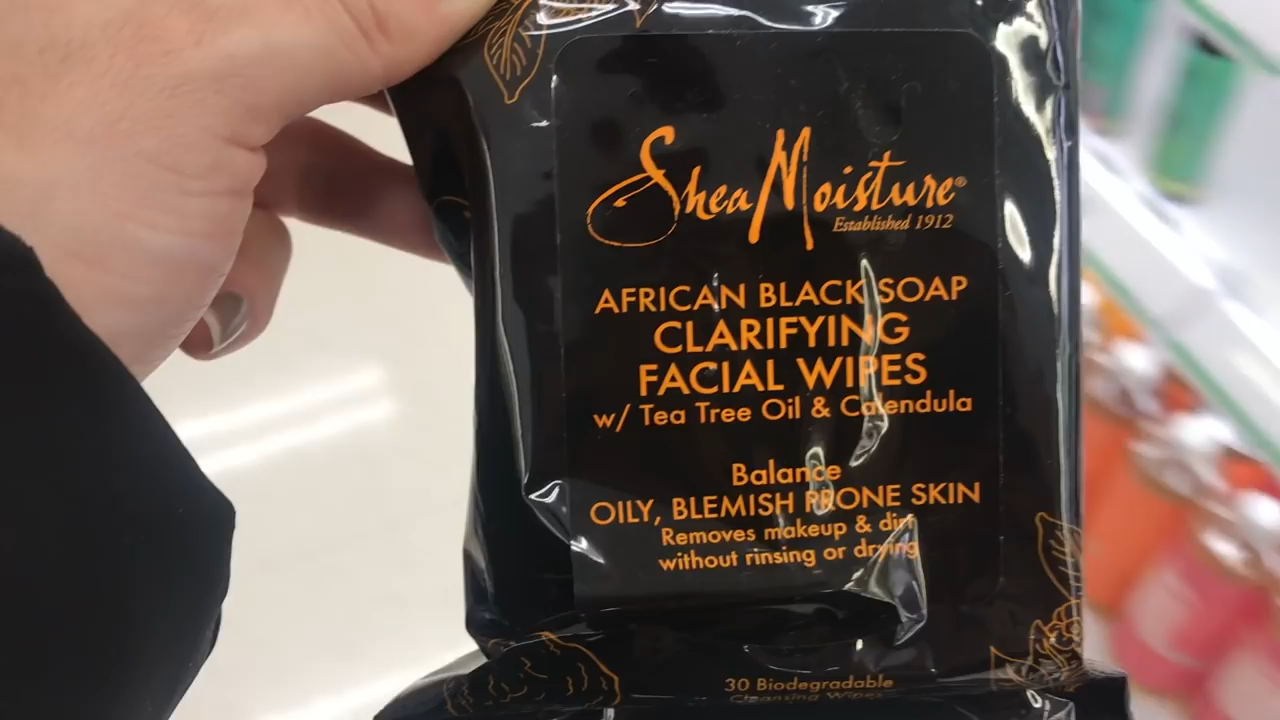 SheaMoisture®
Established 1912
AFRICAN BLACK SOAP
CLARIFYING
FACIAL WIPES
w/ Tea Tree Oil & Calendula
Balance
OILY, BLEMISH PRONE SKIN
Removes makeup & dirt
without rinsing or drying
30 Biodegradable
Cleansing Wipes